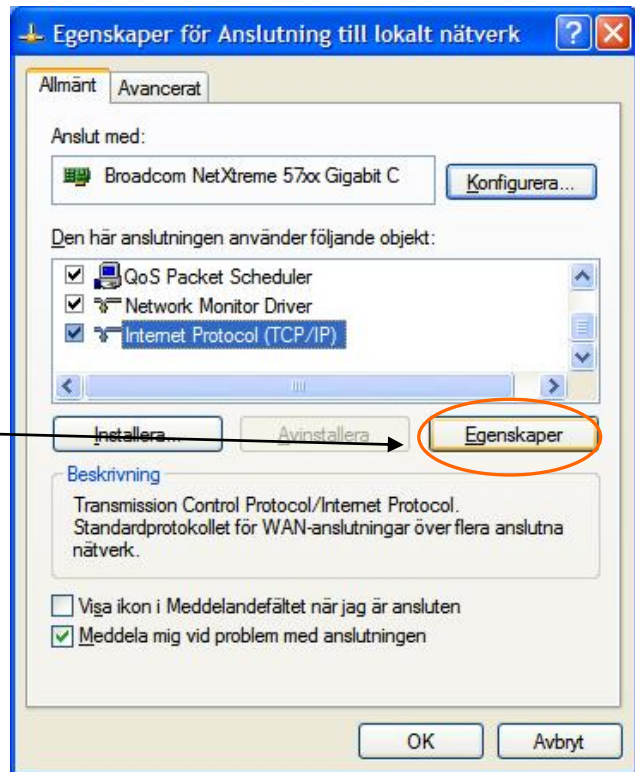 Egenskaper för Anslutning till lokalt nätverk
Allmänt
Avancerat
Anslut med:
Broadcom NetXtreme 57xx Gigabit C
Konfigurera...
Den här anslutningen använder följande objekt:
QoS Packet Scheduler
Network Monitor Driver
Internet Protocol (TCP/IP)
Installera...
Avinstallera
Egenskaper
Beskrivning
Transmission Control Protocol/Internet Protocol.
Standardprotokollet för WAN-anslutningar över flera anslutna
nätverk.
Visa ikon i Meddelandefältet när jag är ansluten
Meddela mig vid problem med anslutningen
OK
Avbryt